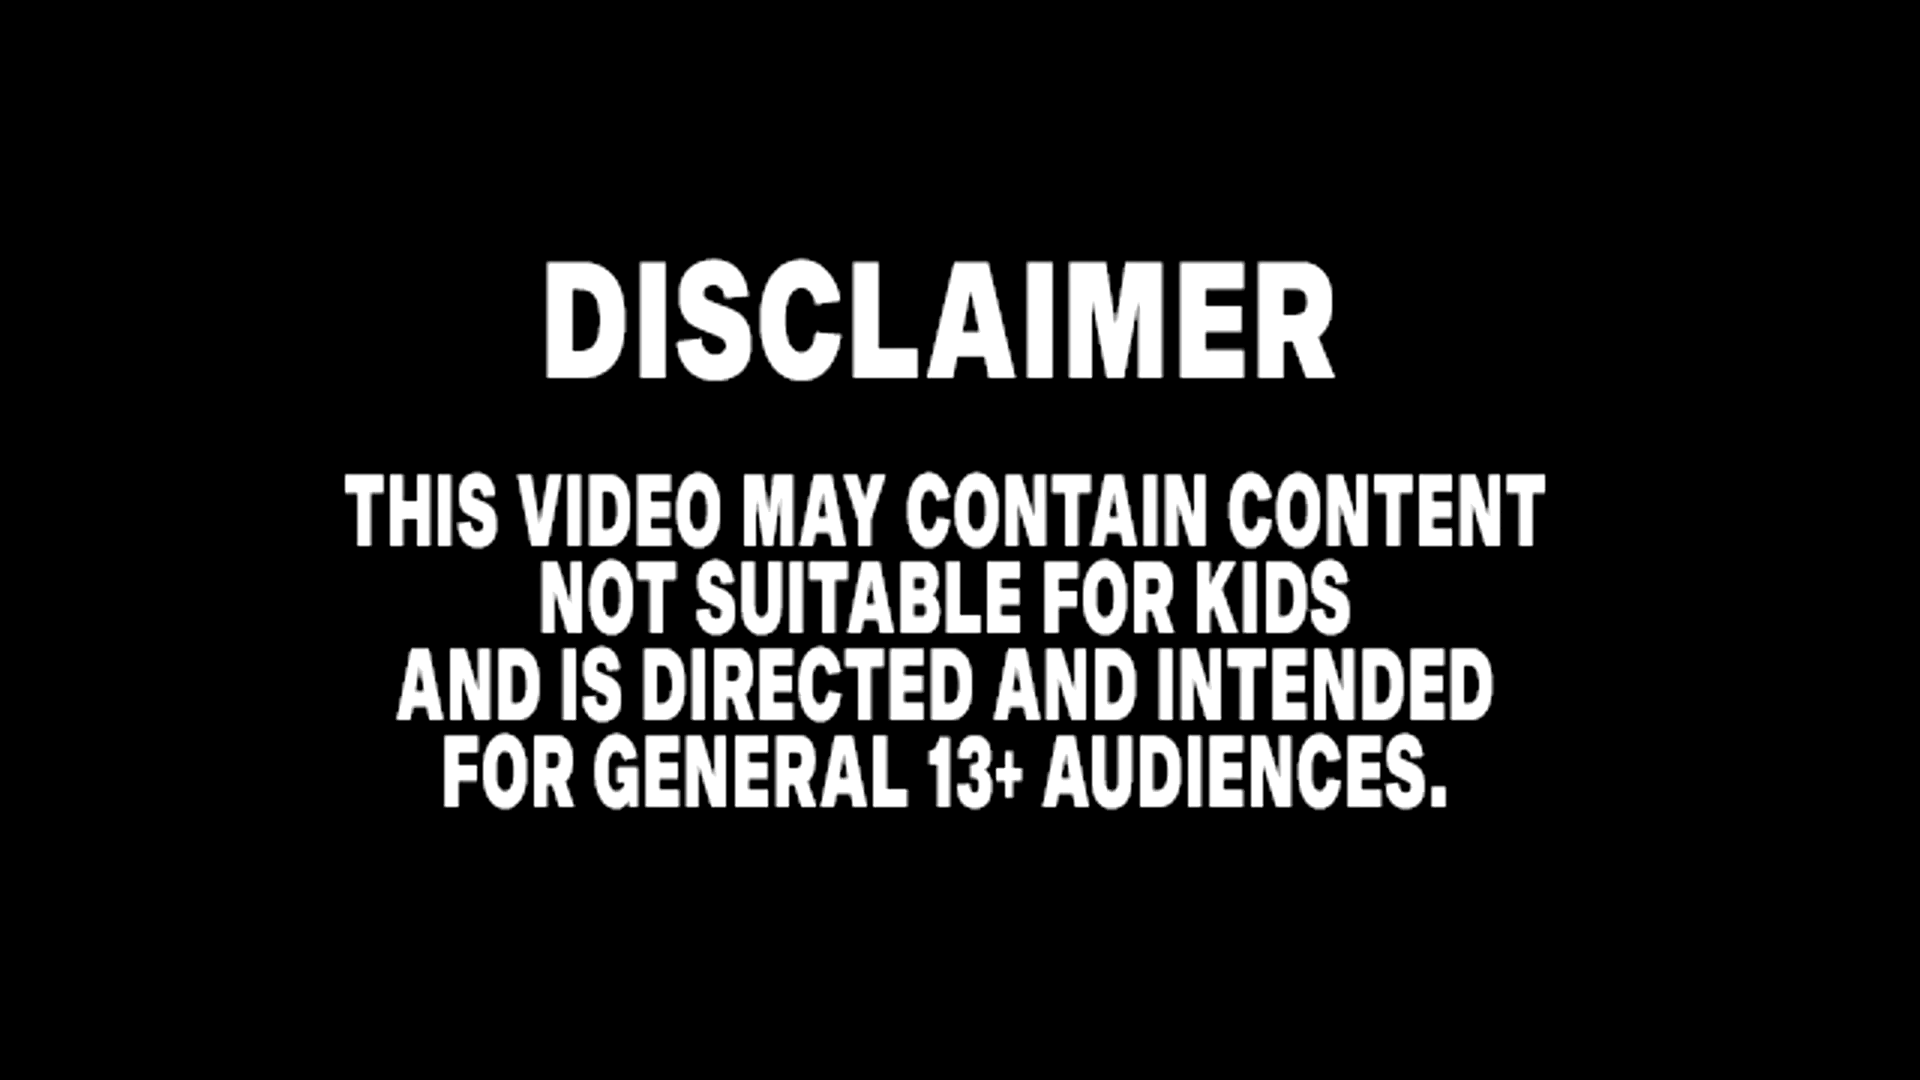 DISCLAIMER
THIS VIDEO MAY CONTAIN CONTENT
NOT SUITABLE FOR KIDS
AND IS DIRECTED AND INTENDED
FOR GENERAL 13+ AUDIENCES.